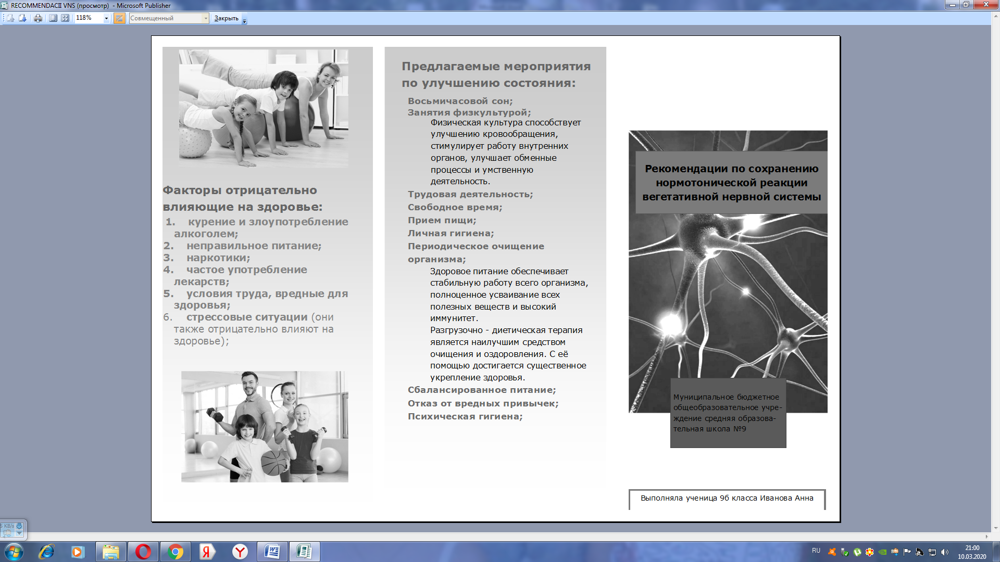 RECOMMENDACII VNS (просмотр) - Microsoft Publisher
118%
Совмещенный
Закрыть
Факторы отрицательно
влияющие на здоровье:
1. курение и злоупотребление
алкоголем;
2. неправильное питание;
3. наркотики;
4. частое употребление
лекарств;
5. условия труда, вредные для
здоровья;
6. стрессовые ситуации (они
также отрицательно влияют на
здоровье);
Предлагаемые мероприятия
по улучшению состояния:
Восьмичасовой сон;
Занятия физкультурой;
Физическая культура способствует
улучшению кровообращения,
стимулирует работу внутренних
органов, улучшает обменные
процессы и умственную
деятельность.
Трудовая деятельность;
Свободное время;
Прием пищи;
Личная гигиена;
Периодическое очищение
организма;
Здоровое питание обеспечивает
стабильную работу всего организма,
полноценное усваивание всех
полезных веществ и высокий
иммунитет.
Разгрузочно - диетическая терапия
является наилучшим средством
очищения и оздоровления. С её
помощью достигается существенное
укрепление здоровья.
Сбалансированное питание;
Отказ от вредных привычек;
Психическая гигиена;
Рекомендации по сохранению
нормотонической реакции
вегетативной нервной системы
Муниципальное бюджетное
общеобразовательное учре-
ждение средняя образова-
тельная школа №9
Выполняла ученица 9б класса Иванова Анна
5 KB/s
RU
21:00
10.03.2020